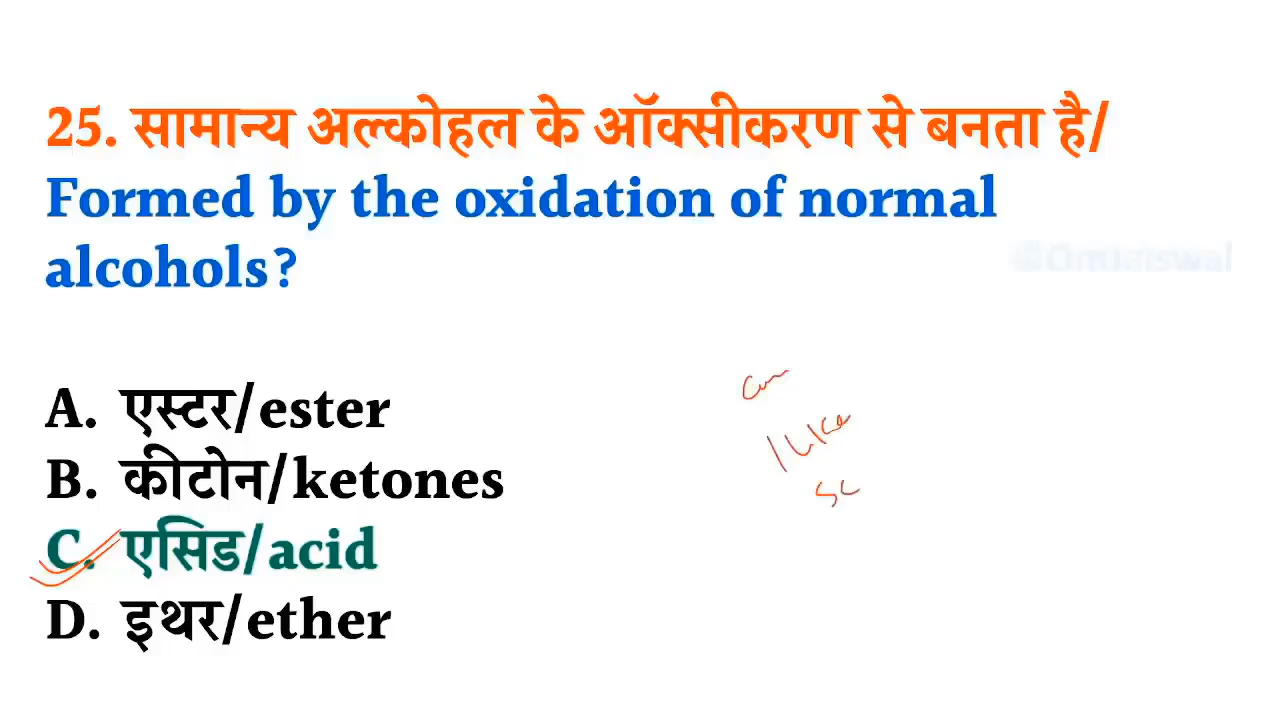 25. सामान्य अल्कोहल के ऑक्सीकरण से बनता है/
Formed by the oxidation of normal
alcohols?
A. एस्टर/ester
B. कीटोन/ketones
C. एसिड/acid
D. इथर/ether